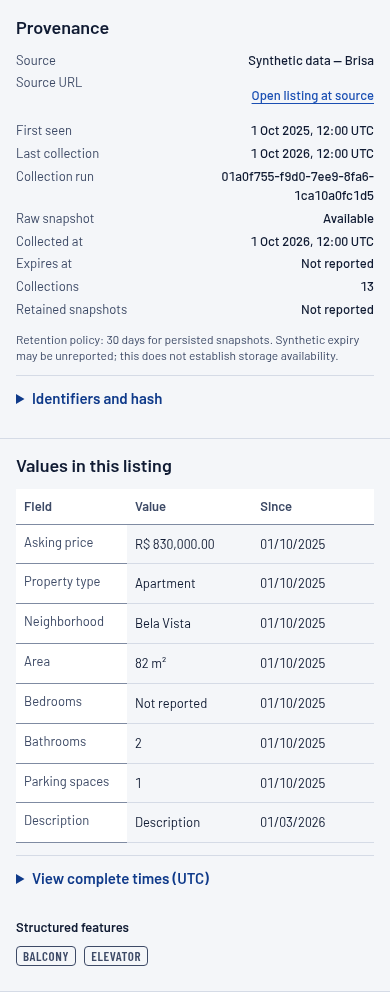 Provenance
Source Synthetic data — Brisa
Source URL
Open listing at source
First seen 1 Oct 2025, 12:00 UTC
Last collection 1 Oct 2026, 12:00 UTC
Collection run 01a0f755-f9d0-7ee9-8fa6-
1ca10a0fc1d5
Raw snapshot Available
Collected at 1 Oct 2026, 12:00 UTC
Expires at Not reported
Collections 13
Retained snapshots Not reported
Retention policy: 30 days for persisted snapshots. Synthetic expiry
may be unreported; this does not establish storage availability.
Identifiers and hash
Values in this listing
Field Value Since
Asking price R$ 830,000.00 01/10/2025
Property type Apartment 01/10/2025
Neighborhood Bela Vista 01/10/2025
Area 82 m² 01/10/2025
Bedrooms Not reported 01/10/2025
Bathrooms 2 01/10/2025
Parking spaces 1 01/10/2025
Description Description 01/03/2026
View complete times (UTC)
Structured features
BALCONY ELEVATOR